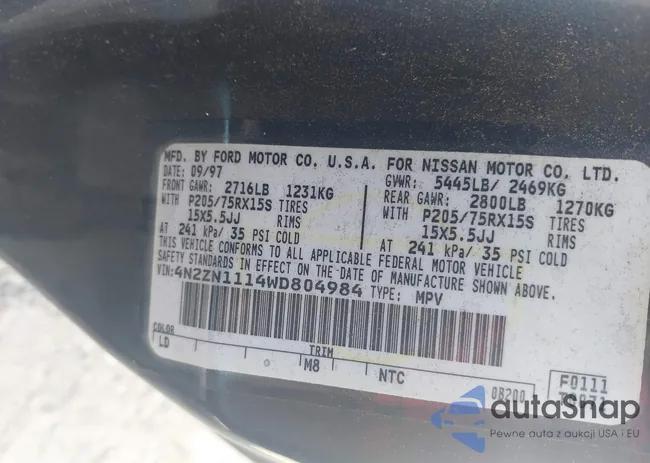 MFD. BY FORD MOTOR CO. U.S.A. FOR NISSAN MOTOR CO. LTD.
DATE: 09/97 GVWR: 5445LB/ 2469KG
FRONT GAWR: 2716LB 1231KG REAR GAWR: 2800LB 1270KG
WITH P205/75RX15S TIRES WITH P205/75RX15S TIRES
15X5.5JJ RIMS 15X5.5JJ RIMS
AT 241 kPa/ 35 PSI COLD AT 241 kPa/ 35 PSI COLD
THIS VEHICLE CONFORMS TO ALL APPLICABLE FEDERAL MOTOR VEHICLE
SAFETY STANDARDS IN EFFECT ON THE DATE OF MANUFACTURE SHOWN ABOVE.
VIN: 4N2ZN1114WD804984 TYPE: MPV
COLOR
LD TRIM M8 NTC 0B200 F0111
autoSnap
Pewne auta z aukcji USA i EU